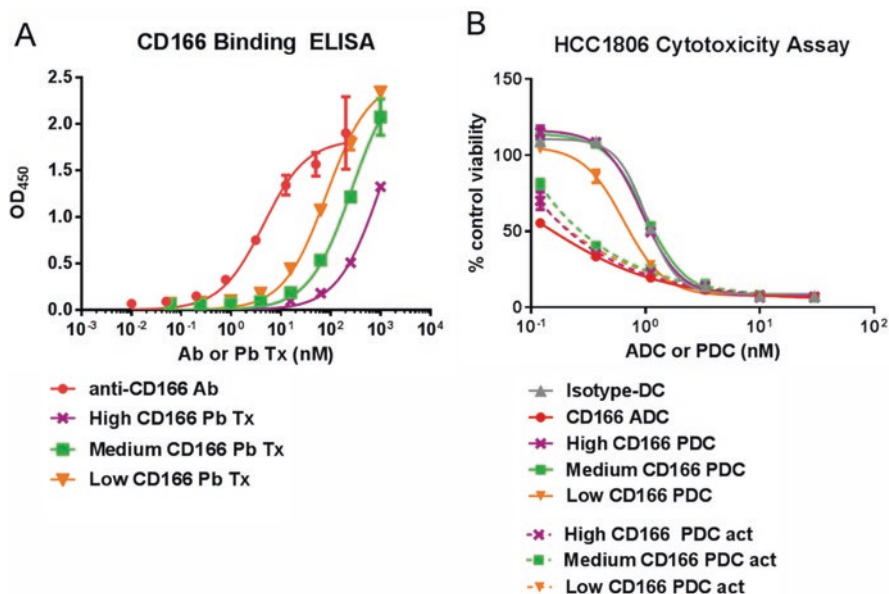 A
CD166 Binding ELISA
OD450
2.5
2.0
1.5
1.0
0.5
0.0
10-3 10-2 10-1 100 101 102 103 104
Ab or Pb Tx (nM)
anti-CD166 Ab
High CD166 Pb Tx
Medium CD166 Pb Tx
Low CD166 Pb Tx
B
HCC1806 Cytotoxicity Assay
% control viability
150
100
50
0
10-1 100 101 102
ADC or PDC (nM)
Isotype-DC
CD166 ADC
High CD166 PDC
Medium CD166 PDC
Low CD166 PDC
High CD166 PDC act
Medium CD166 PDC act
Low CD166 PDC act